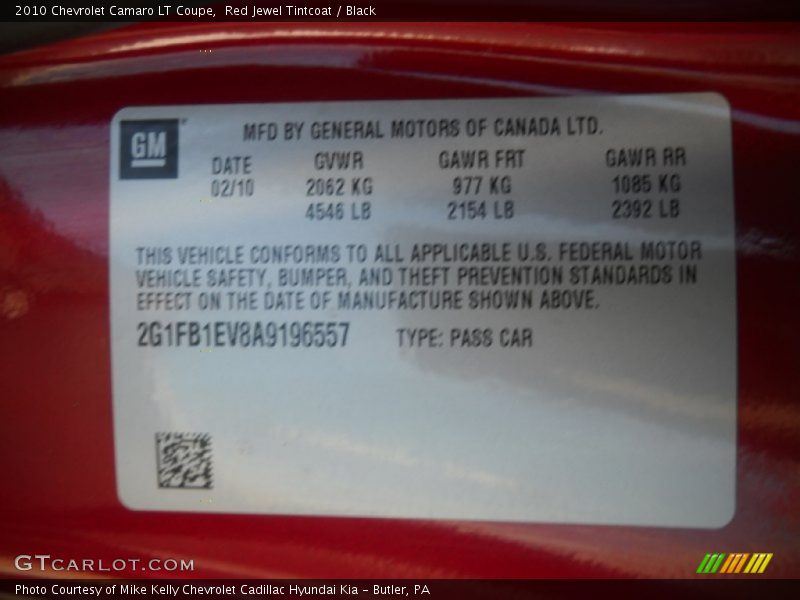 2010 Chevrolet Camaro LT Coupe, Red Jewel Tintcoat / Black
GM
MFD BY GENERAL MOTORS OF CANADA LTD.
DATE GVWR GAWR FRT GAWR RR
02/10 2062 KG 977 KG 1085 KG
4546 LB 2154 LB 2392 LB
THIS VEHICLE CONFORMS TO ALL APPLICABLE U.S. FEDERAL MOTOR
VEHICLE SAFETY, BUMPER, AND THEFT PREVENTION STANDARDS IN
EFFECT ON THE DATE OF MANUFACTURE SHOWN ABOVE.
2G1FB1EV8A9196557 TYPE: PASS CAR
GTCARLOT.COM
Photo Courtesy of Mike Kelly Chevrolet Cadillac Hyundai Kia - Butler, PA